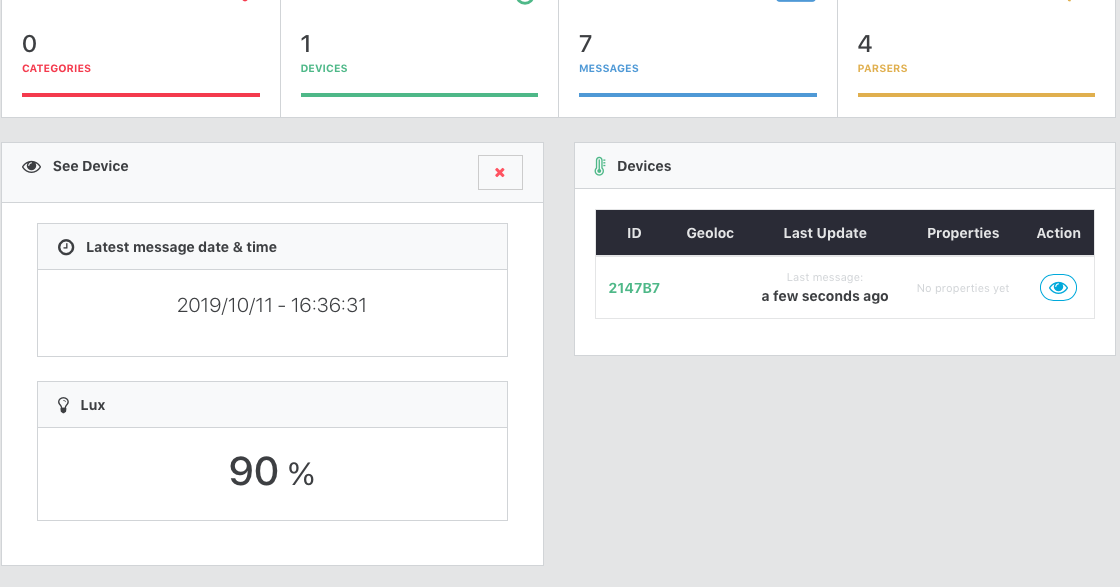 0
CATEGORIES
1
DEVICES
7
MESSAGES
4
PARSERS
See Device
Latest message date & time
2019/10/11 - 16:36:31
Lux
90 %
Devices
ID Geoloc Last Update Properties Action
2147B7
Last message:
a few seconds ago
No properties yet